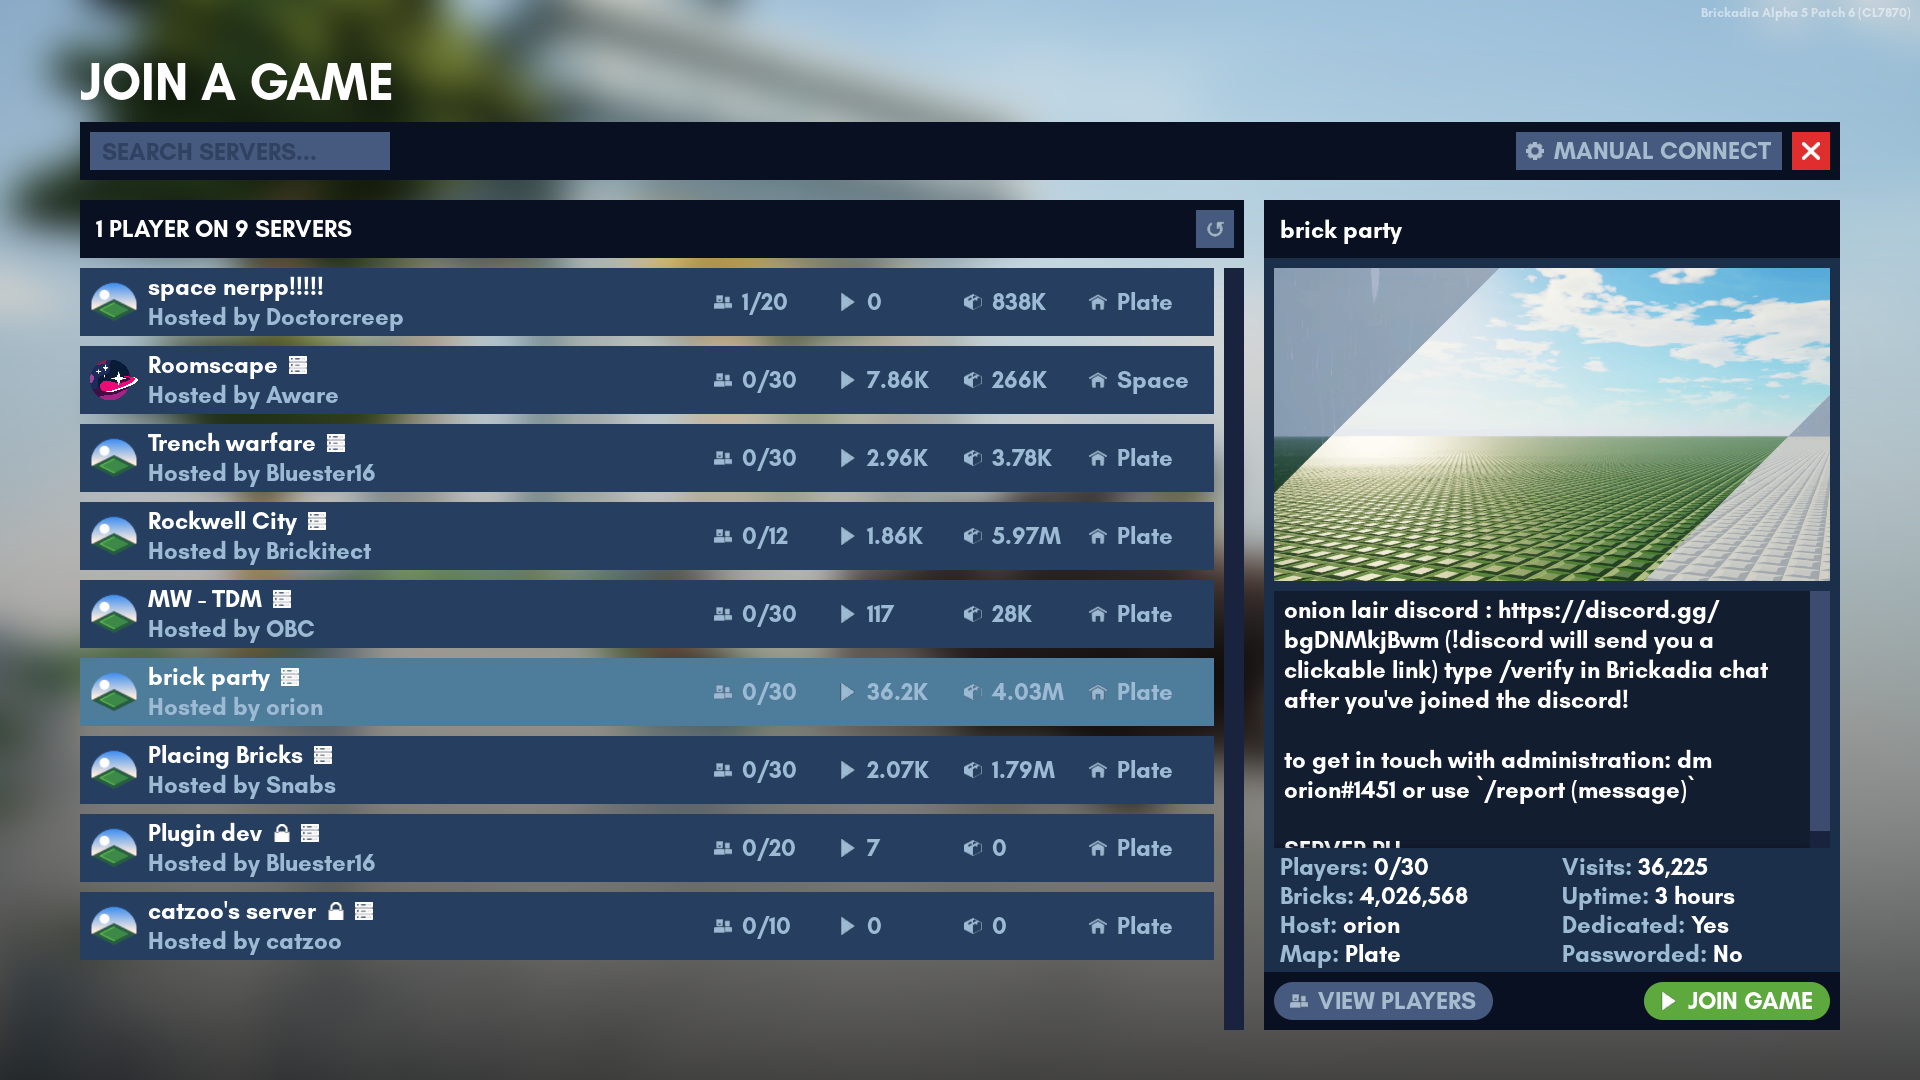 Brickadia Alpha 5 Patch 6 (CL7870)
JOIN A GAME
SEARCH SERVERS...
MANUAL CONNECT
1 PLAYER ON 9 SERVERS
space nerpp!!!!!
Hosted by Doctorcreep
1/20 0 838K Plate
Roomscape
Hosted by Aware
0/30 7.86K 266K Space
Trench warfare
Hosted by Bluester16
0/30 2.96K 3.78K Plate
Rockwell City
Hosted by Brickitect
0/12 1.86K 5.97M Plate
MW - TDM
Hosted by OBC
0/30 117 28K Plate
brick party
Hosted by orion
0/30 36.2K 4.03M Plate
Placing Bricks
Hosted by Snabs
0/30 2.07K 1.79M Plate
Plugin dev
Hosted by Bluester16
0/20 7 0 Plate
catzoo's server
Hosted by catzoo
0/10 0 0 Plate
brick party
onion lair discord : https://discord.gg/
bgDNMkjBwm (!discord will send you a
clickable link) type /verify in Brickadia chat
after you've joined the discord!
to get in touch with administration: dm
orion#1451 or use `/report (message)`
Players: 0/30
Visits: 36,225
Bricks: 4,026,568
Uptime: 3 hours
Host: orion
Dedicated: Yes
Map: Plate
Passworded: No
VIEW PLAYERS
JOIN GAME